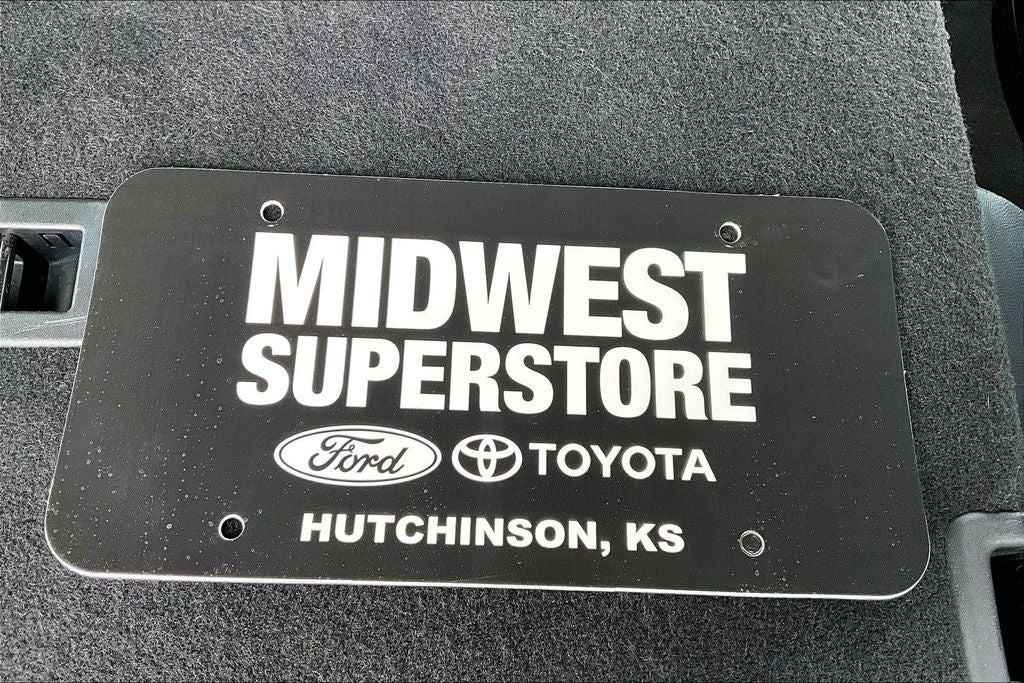 MIDWEST
SUPERSTORE
Ford TOYOTA
HUTCHINSON, KS